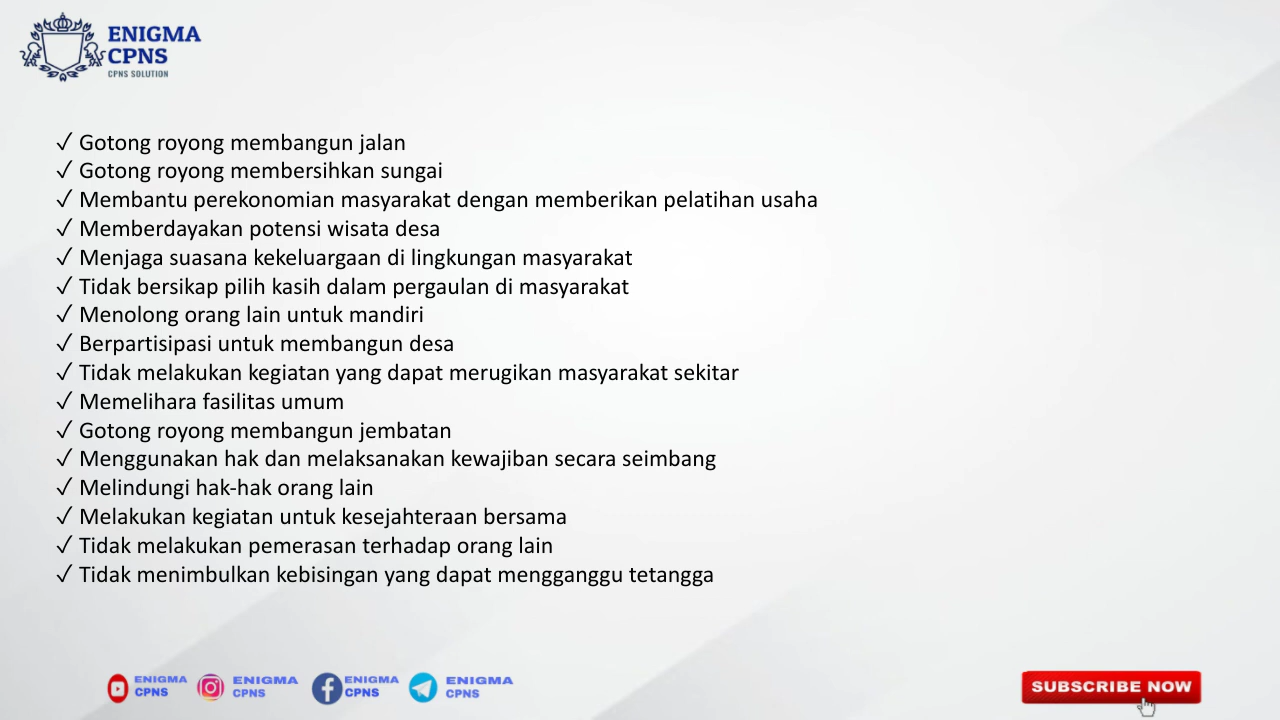 ENIGMA
CPNS
CPNS SOLUTION
✓ Gotong royong membangun jalan
✓ Gotong royong membersihkan sungai
✓ Membantu perekonomian masyarakat dengan memberikan pelatihan usaha
✓ Memberdayakan potensi wisata desa
✓ Menjaga suasana kekeluargaan di lingkungan masyarakat
✓ Tidak bersikap pilih kasih dalam pergaulan di masyarakat
✓ Menolong orang lain untuk mandiri
✓ Berpartisipasi untuk membangun desa
✓ Tidak melakukan kegiatan yang dapat merugikan masyarakat sekitar
✓ Memelihara fasilitas umum
✓ Gotong royong membangun jembatan
✓ Menggunakan hak dan melaksanakan kewajiban secara seimbang
✓ Melindungi hak-hak orang lain
✓ Melakukan kegiatan untuk kesejahteraan bersama
✓ Tidak melakukan pemerasan terhadap orang lain
✓ Tidak menimbulkan kebisingan yang dapat mengganggu tetangga
ENIGMA
CPNS
ENIGMA
CPNS
ENIGMA
CPNS
ENIGMA
CPNS
SUBSCRIBE NOW